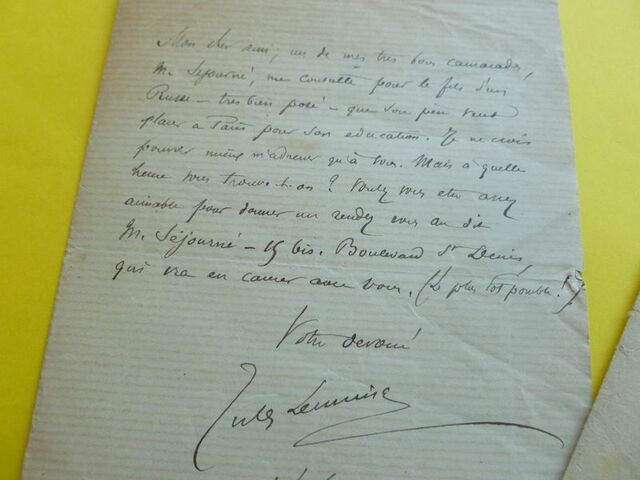 Mon cher ami, un de mes très bons camarades,
M. Séjourné, me consulte pour le fils d'un
Russe – très bien posé – que son père veut
placer à Paris pour son éducation. Je ne crois
pouvoir mieux m'adresser qu'à vous. Mais à quelle
heure vous trouve-t-on ? Voulez vous être assez
aimable pour donner un rendez vous au dit
M. Séjourné – 15 bis. Boulevard St Denis,
qui ira en causer avec vous. (Le plus tôt possible !)
Votre dévoué
Jules